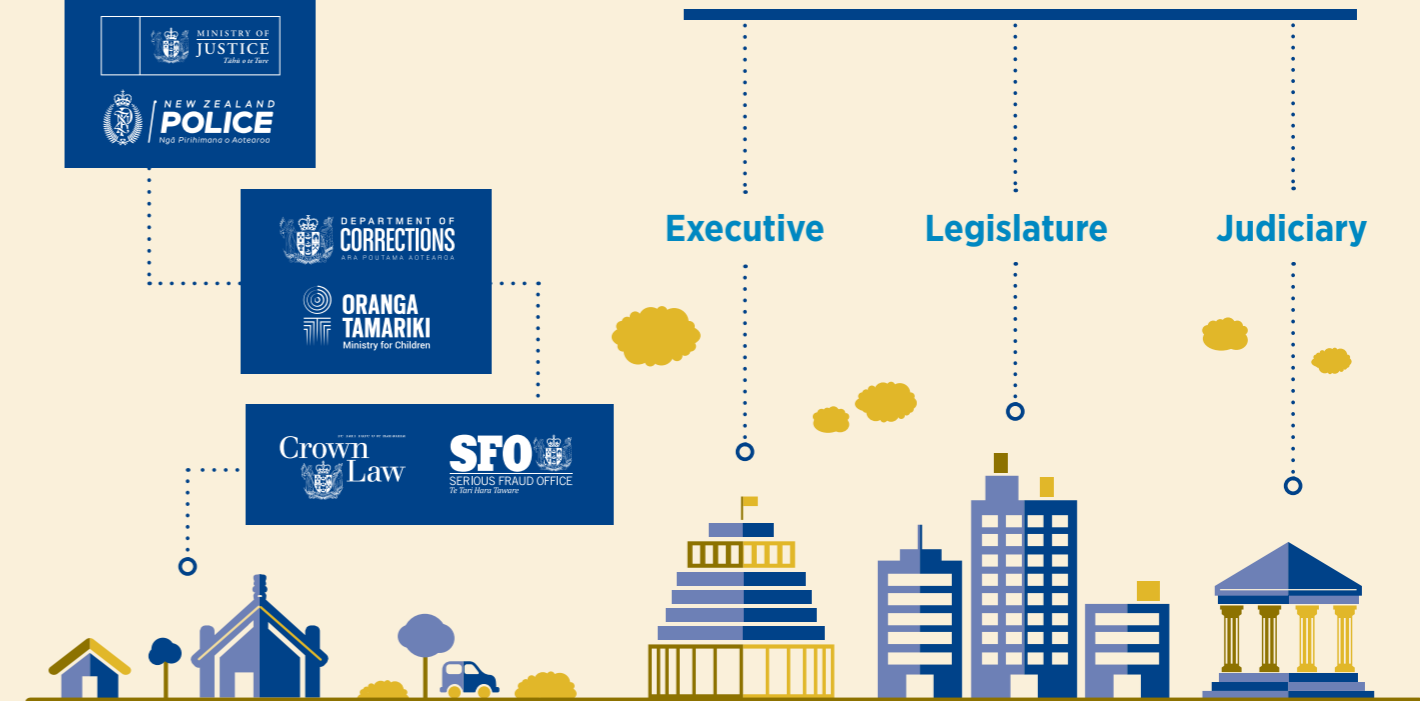 MINISTRY OF
JUSTICE
Tāhū o te Ture
NEW ZEALAND
POLICE
Ngā Pirihimana o Aotearoa
DEPARTMENT OF
CORRECTIONS
ARA POUTAMA AOTEAROA
ORANGA
TAMARIKI
Ministry for Children
Crown
Law
SFO
SERIOUS FRAUD OFFICE
Te Tari Hara Taware
Executive
Legislature
Judiciary